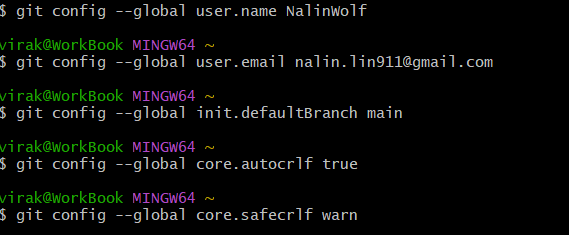 $ git config --global user.name NalinWolf
virak@WorkBook MINGW64 ~
$ git config --global user.email nalin.lin911@gmail.com
virak@WorkBook MINGW64 ~
$ git config --global init.defaultBranch main
virak@WorkBook MINGW64 ~
$ git config --global core.autocrlf true
virak@WorkBook MINGW64 ~
$ git config --global core.safecrlf warn